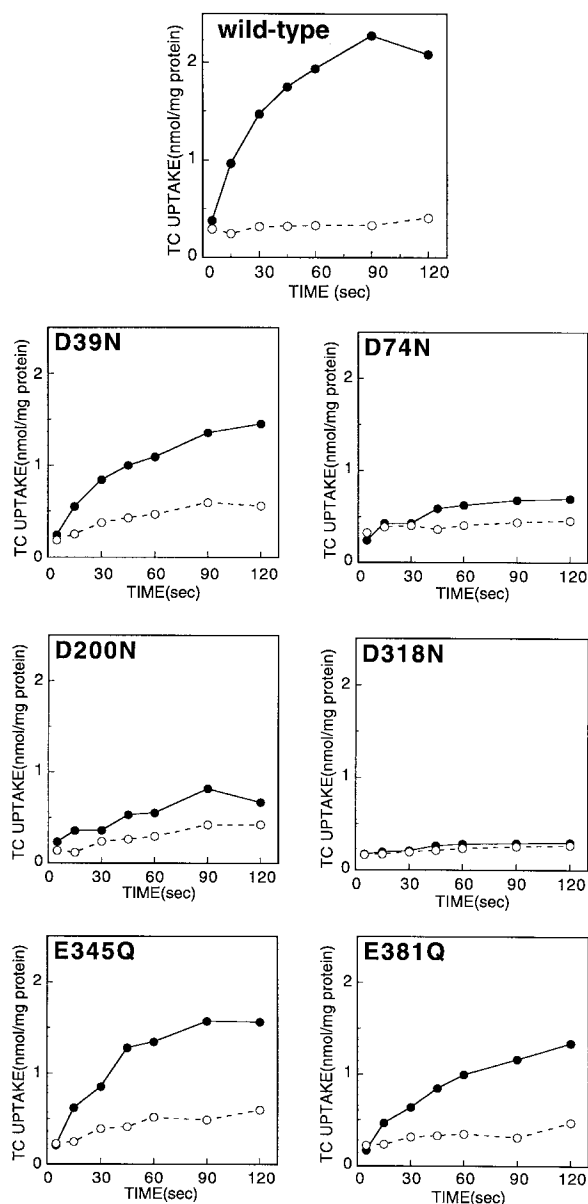 wild-type
TC UPTAKE(nmol/mg protein)
2
1
0
0 30 60 90 120
TIME (sec)
D39N
TC UPTAKE(nmol/mg protein)
2
1
0
0 30 60 90 120
TIME(sec)
D74N
TC UPTAKE(nmol/mg protein)
2
1
0
0 30 60 90 120
TIME(sec)
D200N
TC UPTAKE(nmol/mg protein)
2
1
0
0 30 60 90 120
TIME(sec)
D318N
TC UPTAKE(nmol/mg protein)
2
1
0
0 30 60 90 120
TIME(sec)
E345Q
TC UPTAKE(nmol/mg protein)
2
1
0
0 30 60 90 120
TIME(sec)
E381Q
TC UPTAKE(nmol/mg protein)
2
1
0
0 30 60 90 120
TIME(sec)